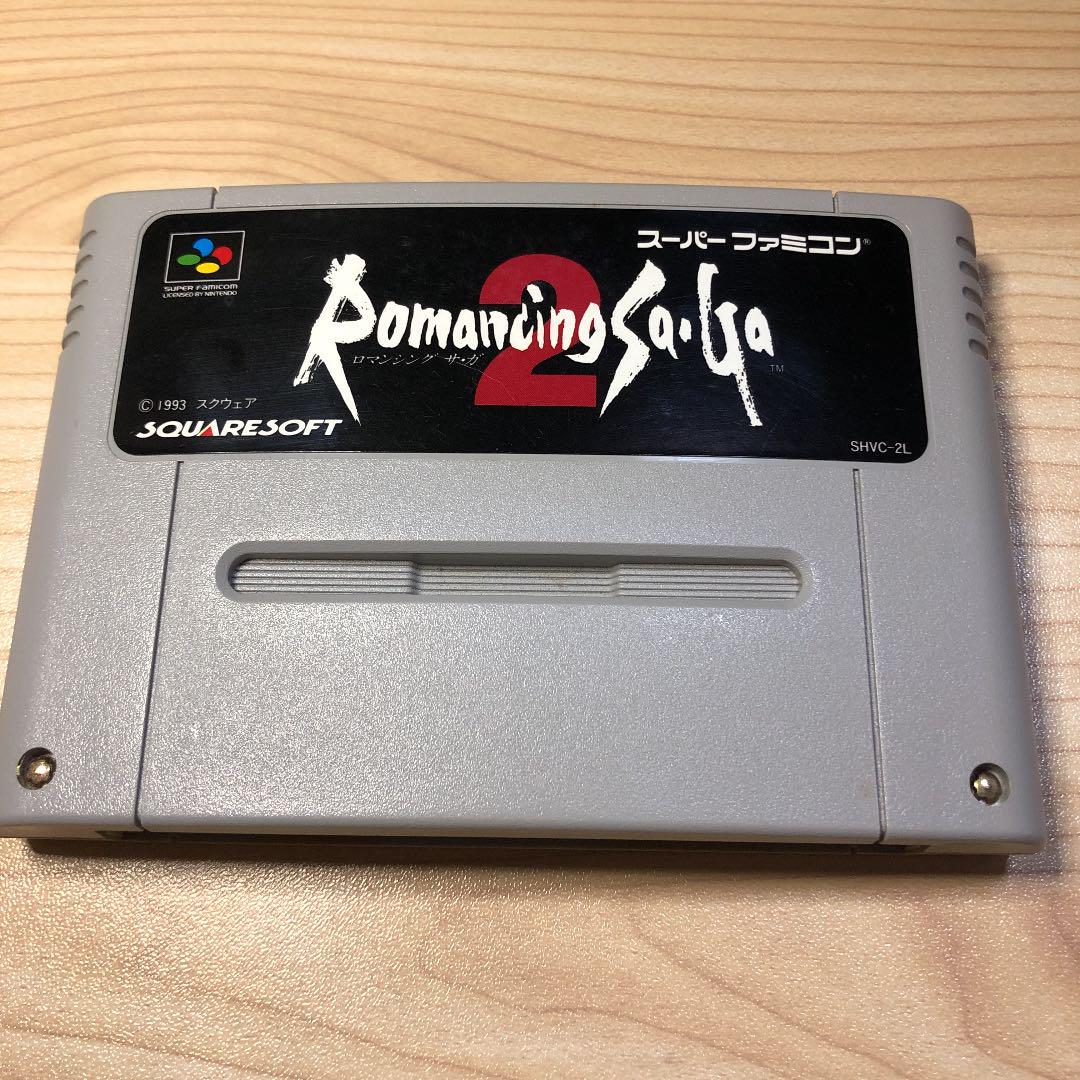 SUPER FAMICOM
LICENSED BY NINTENDO
スーパーファミコン®
Romancing Sa・Ga
2
ロマンシング サ・ガ
TM
© 1993 スクウェア
SQUARESOFT
SHVC-2L